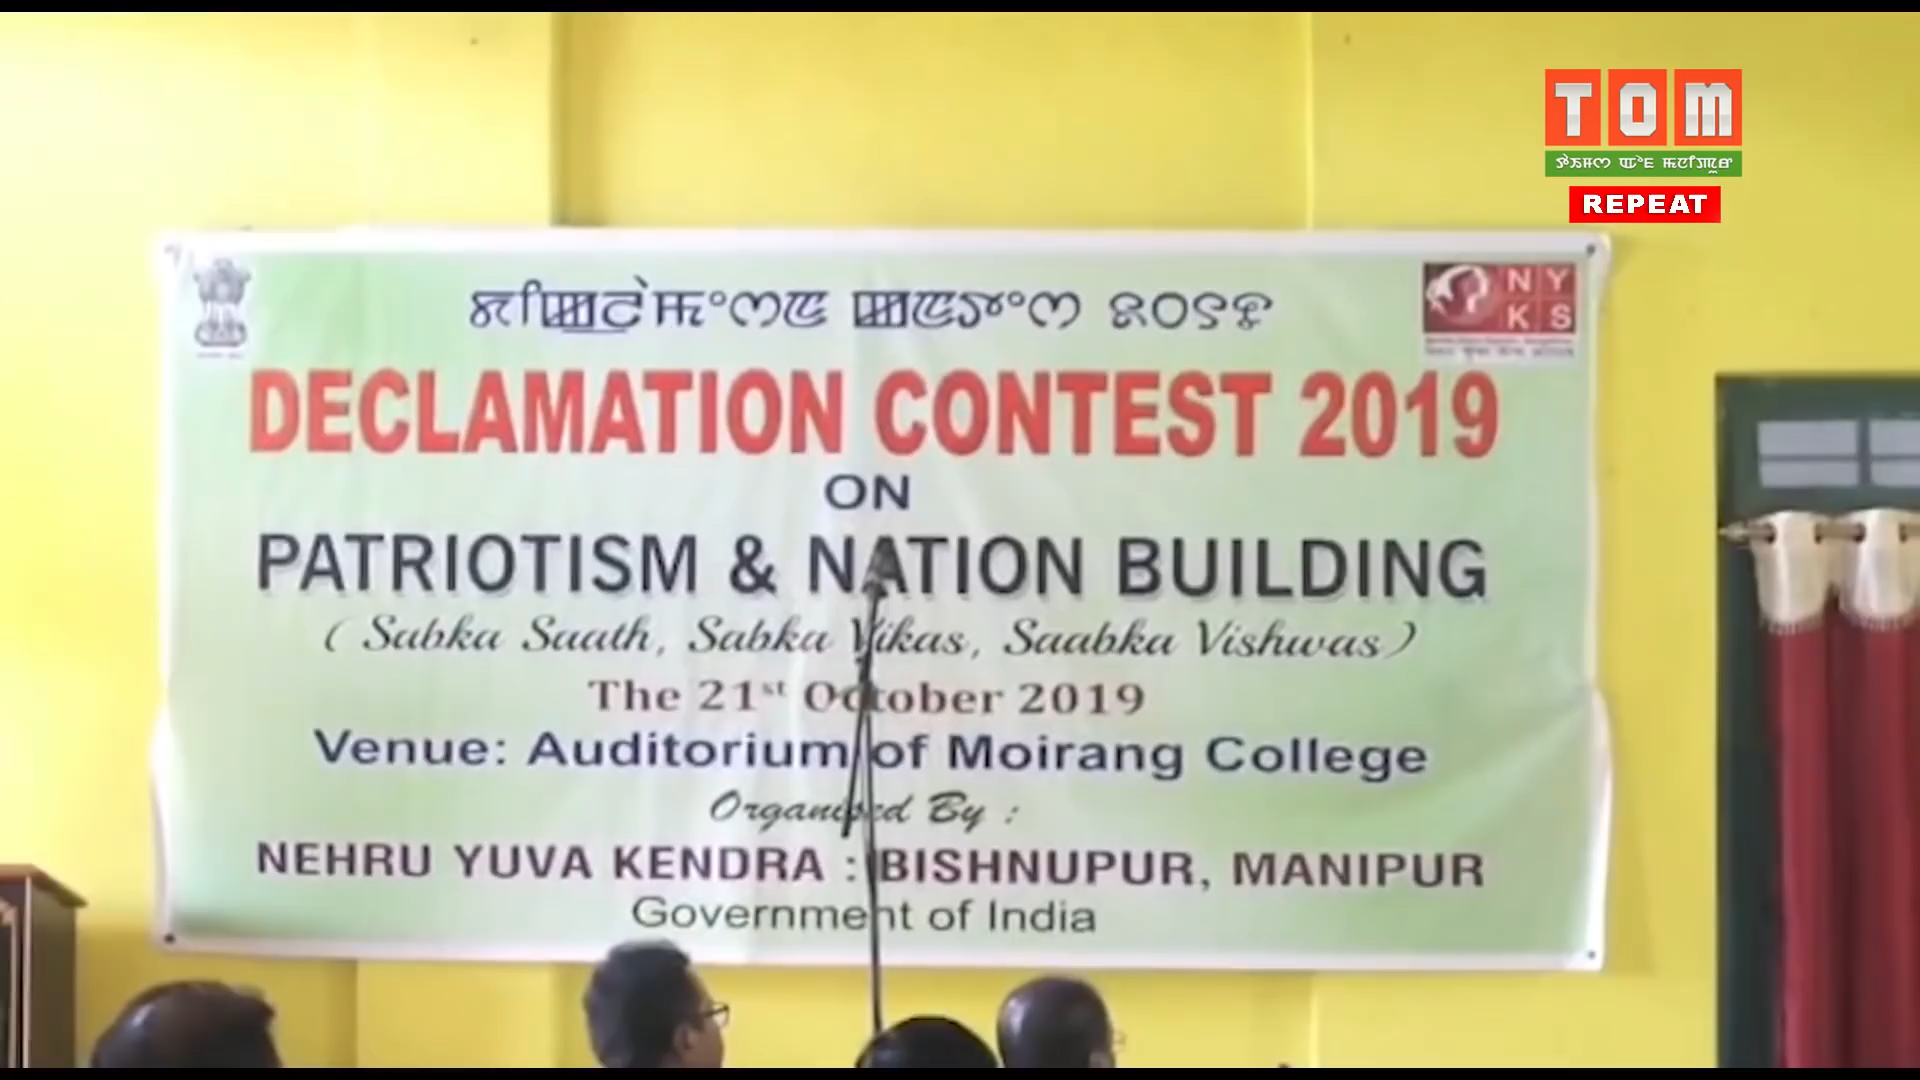 TOM
REPEAT
NYKS
DECLAMATION CONTEST 2019
ON
PATRIOTISM & NATION BUILDING
( Sabka Saath, Sabka Vikas, Saabka Vishwas )
The 21st October 2019
Venue: Auditorium of Moirang College
Organised By :
NEHRU YUVA KENDRA : BISHNUPUR, MANIPUR
Government of India